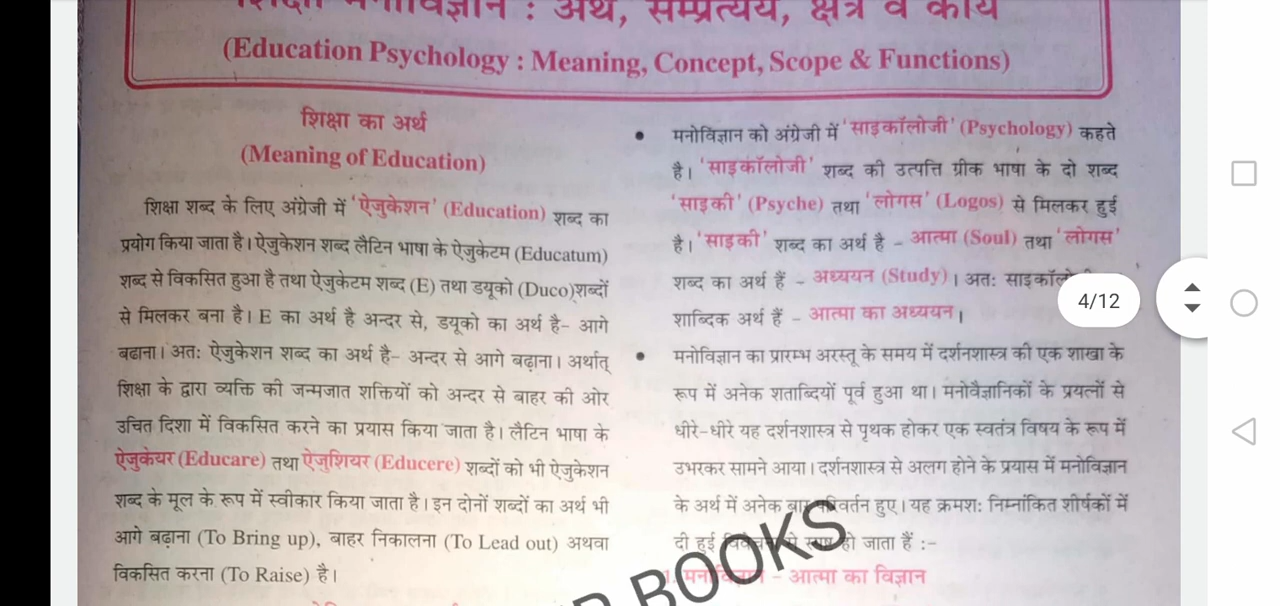 शिक्षा मनोविज्ञान : अर्थ, सम्प्रत्यय, क्षेत्र व कार्य
(Education Psychology : Meaning, Concept, Scope & Functions)
शिक्षा का अर्थ
(Meaning of Education)
शिक्षा शब्द के लिए अंग्रेजी में 'ऐजुकेशन' (Education) शब्द का
प्रयोग किया जाता है। ऐजुकेशन शब्द लैटिन भाषा के ऐजुकेटम (Educatum)
शब्द से विकसित हुआ है तथा ऐजुकेटम शब्द (E) तथा डयूको (Duco)शब्दों
से मिलकर बना है। E का अर्थ है अन्दर से, डयूको का अर्थ है- आगे
बढाना। अत: ऐजुकेशन शब्द का अर्थ है- अन्दर से आगे बढ़ाना। अर्थात्
शिक्षा के द्वारा व्यक्ति की जन्मजात शक्तियों को अन्दर से बाहर की ओर
उचित दिशा में विकसित करने का प्रयास किया जाता है। लैटिन भाषा के
ऐजुकेयर (Educare) तथा ऐजुशियर (Educere) शब्दों को भी ऐजुकेशन
शब्द के मूल के रूप में स्वीकार किया जाता है। इन दोनों शब्दों का अर्थ भी
आगे बढ़ाना (To Bring up), बाहर निकालना (To Lead out) अथवा
विकसित करना (To Raise) है।
• मनोविज्ञान को अंग्रेजी में 'साइकॉलोजी' (Psychology) कहते
है। 'साइकॉलोजी' शब्द की उत्पत्ति ग्रीक भाषा के दो शब्द
'साइकी' (Psyche) तथा 'लोगस' (Logos) से मिलकर हुई
है। 'साइकी' शब्द का अर्थ है - आत्मा (Soul) तथा 'लोगस'
शब्द का अर्थ हैं - अध्ययन (Study)। अत: 
शाब्दिक अर्थ हैं - आत्मा का अध्ययन।
• मनोविज्ञान का प्रारम्भ अरस्तू के समय में दर्शनशास्त्र की एक शाखा के
रूप में अनेक शताब्दियों पूर्व हुआ था। मनोवैज्ञानिकों के प्रयत्नों से
धीरे-धीरे यह दर्शनशास्त्र से पृथक होकर एक स्वतंत्र विषय के रूप में
उभरकर सामने आया। दर्शनशास्त्र से अलग होने के प्रयास में मनोविज्ञान
के अर्थ में अनेक बार परिवर्तन हुए। यह क्रमश: निम्नांकित शीर्षकों में
दी हुई हो जाता हैं :-
1. मनोविज्ञान - आत्मा का विज्ञान
4/12
BOOKS